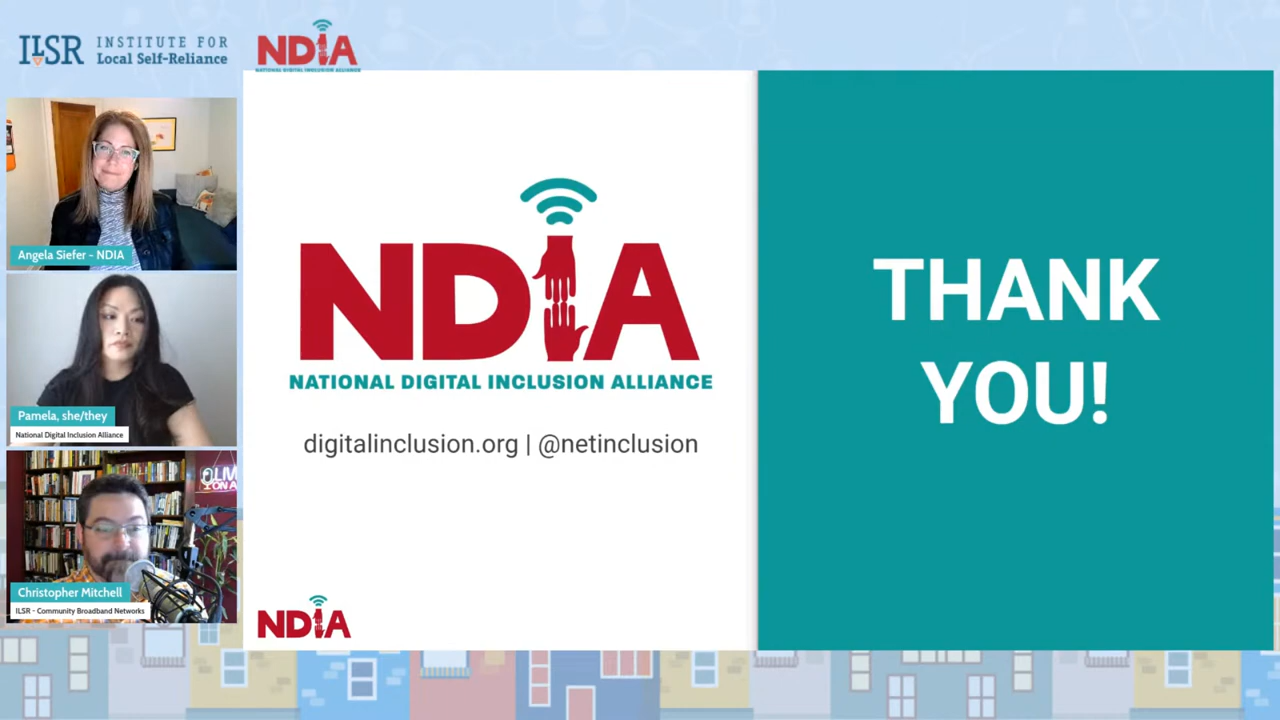 ILSR
INSTITUTE FOR
Local Self-Reliance
NDIA
NATIONAL DIGITAL INCLUSION ALLIANCE
Angela Siefer - NDIA
Pamela, she/they
National Digital Inclusion Alliance
ON A
Christopher Mitchell
ILSR - Community Broadband Networks
NDIA
NATIONAL DIGITAL INCLUSION ALLIANCE
digitalinclusion.org | @netinclusion
NDIA
THANK
YOU!